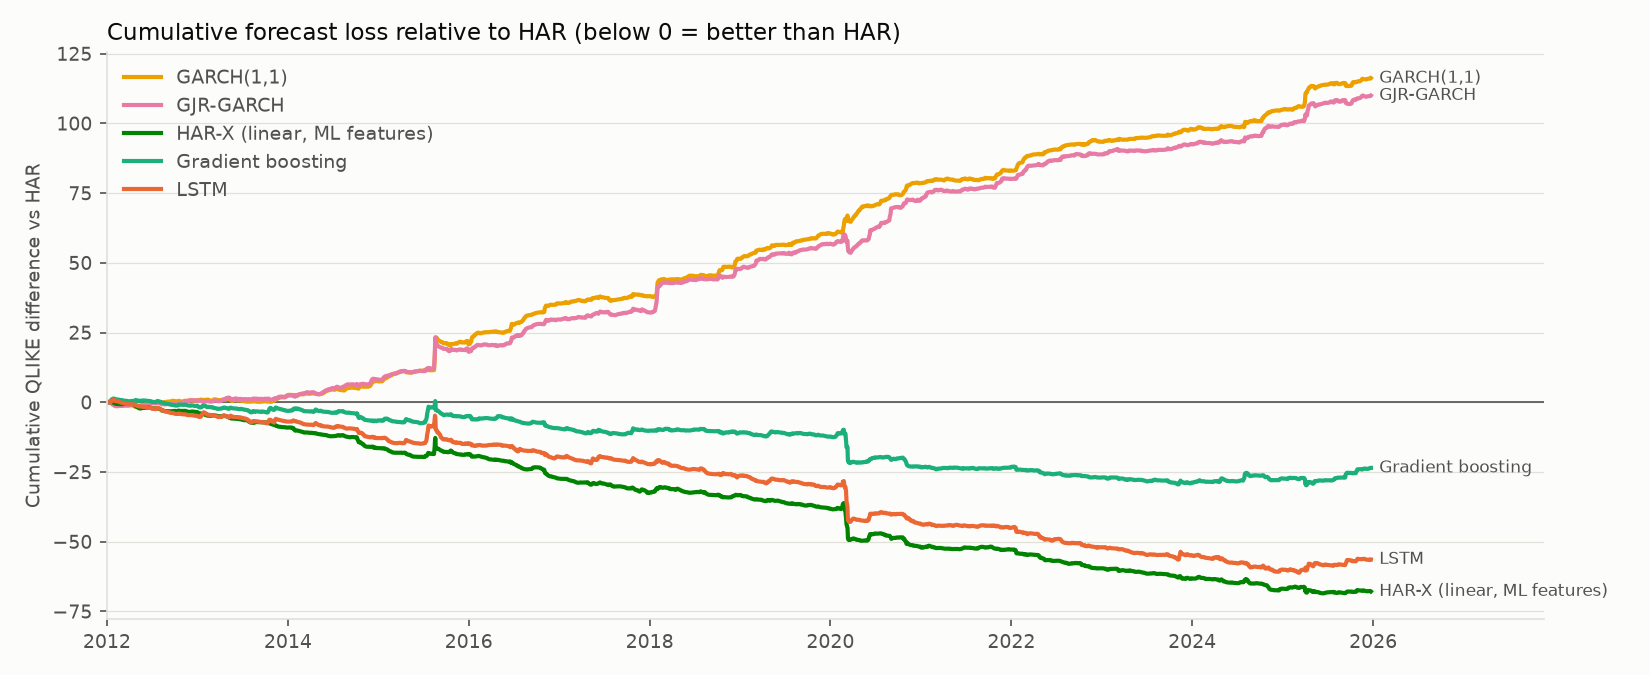 Cumulative forecast loss relative to HAR (below 0 = better than HAR)
Cumulative QLIKE difference vs HAR
125
100
75
50
25
0
−25
−50
−75
GARCH(1,1)
GJR-GARCH
HAR-X (linear, ML features)
Gradient boosting
LSTM
GARCH(1,1)
GJR-GARCH
Gradient boosting
LSTM
HAR-X (linear, ML features)
2012 2014 2016 2018 2020 2022 2024 2026